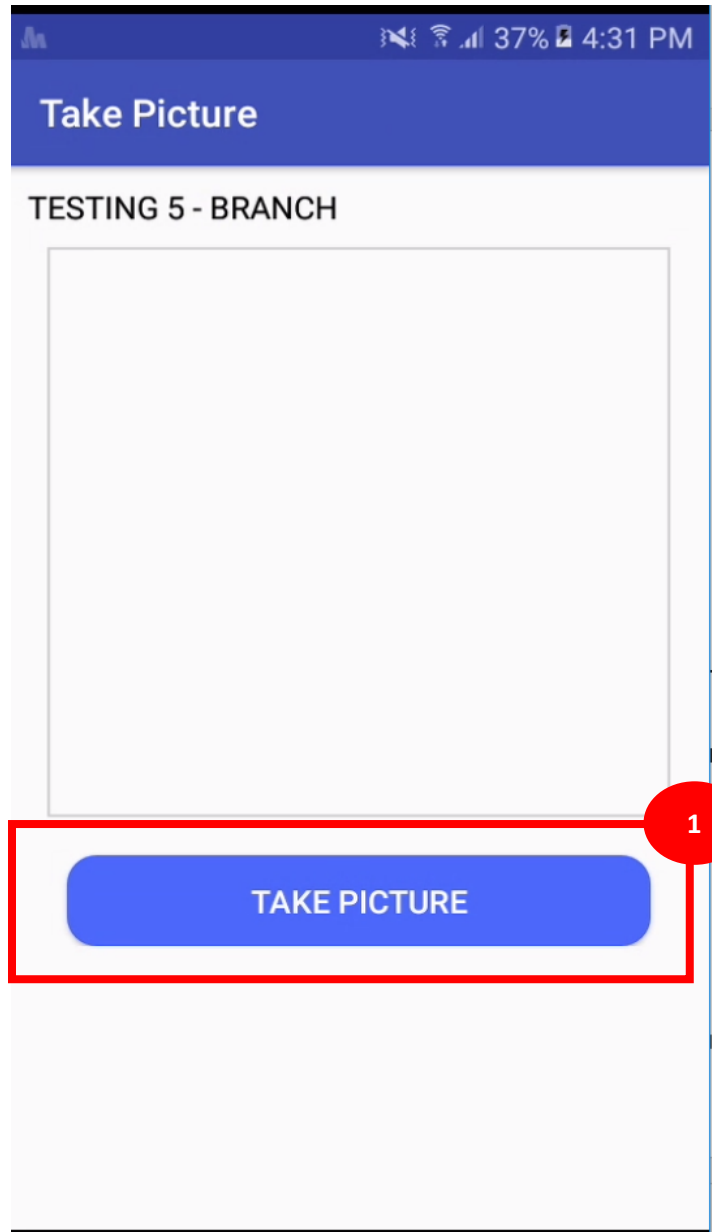 37% 4:31 PM
Take Picture
TESTING 5 - BRANCH
1
TAKE PICTURE